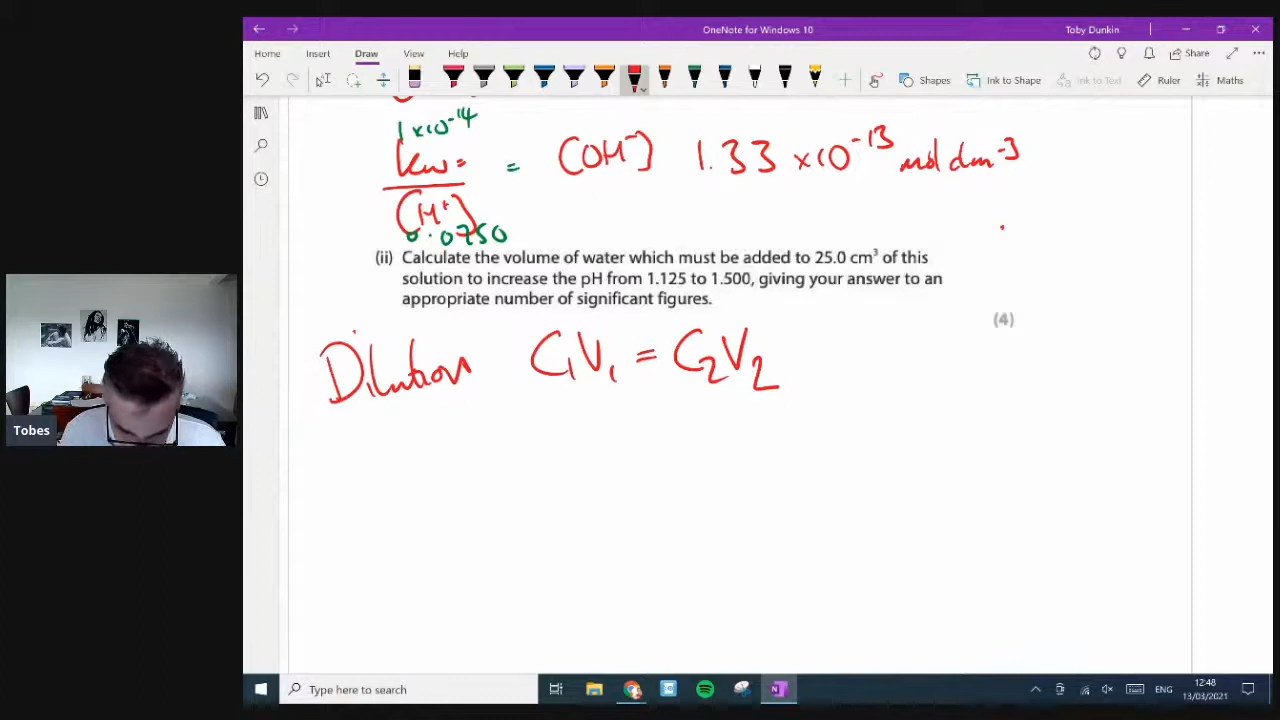 OneNote for Windows 10
Toby Dunkin
Home Insert Draw View Help
Share
Shapes Ink to Shape Ink to Text Ruler Maths
1 x10-14
kw= = [OH-] 1.33 x10-13 mol dm-3
[H+]
0.0750
(ii) Calculate the volume of water which must be added to 25.0 cm³ of this
solution to increase the pH from 1.125 to 1.500, giving your answer to an
appropriate number of significant figures.
(4)
Dilution C1V1 = C2V2
Tobes
Type here to search
ENG
12:48
13/03/2021